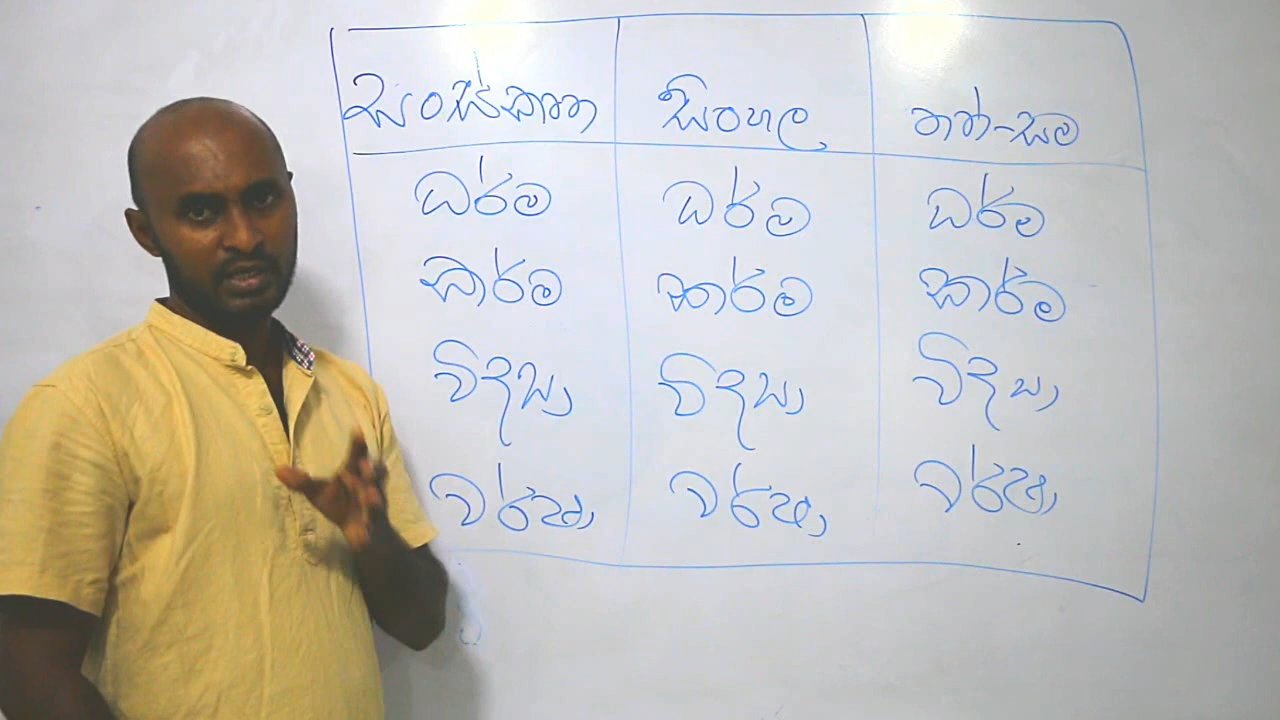 සංස්කෘත සිංහල තත්-සම
ධර්ම ධර්ම ධර්ම
කර්ම කර්ම කර්ම
විද්‍යා විද්‍යා විද්‍යා
වර්ෂා වර්ෂා වර්ෂා